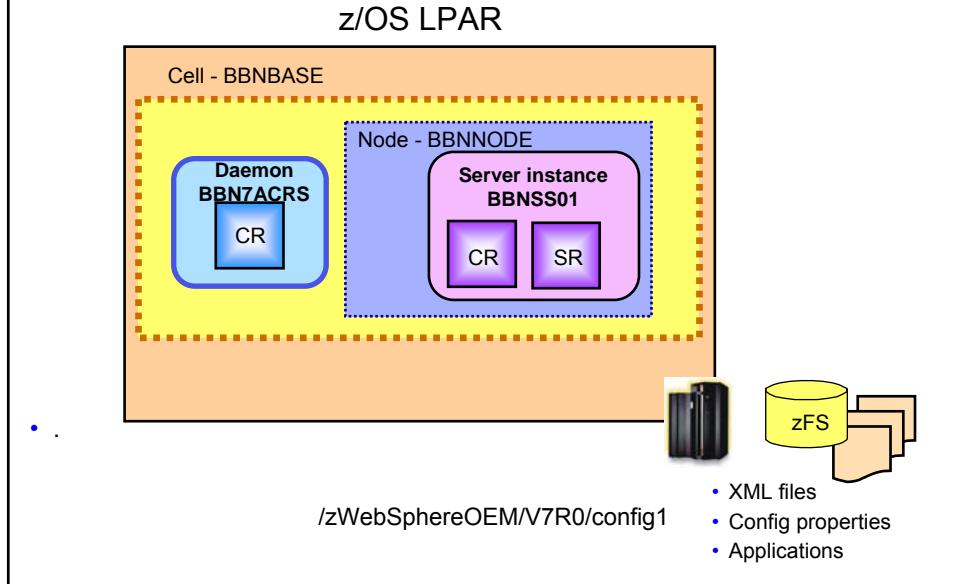 z/OS LPAR
Cell - BBNBASE
Node - BBNNODE
Daemon
BBN7ACRS
CR
Server instance
BBNSS01
CR
SR
• .
zFS
/zWebSphereOEM/V7R0/config1
• XML files
• Config properties
• Applications